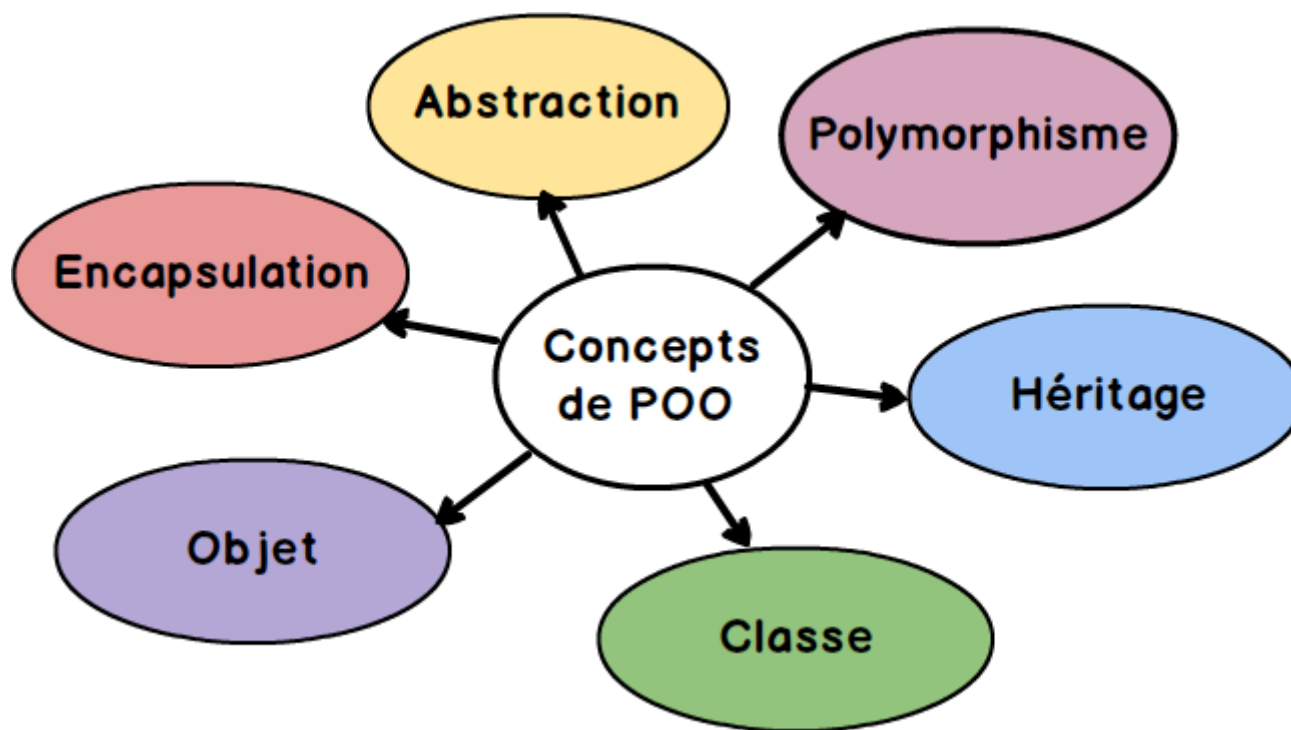 Abstraction
Polymorphisme
Encapsulation
Concepts
de POO
Héritage
Objet
Classe